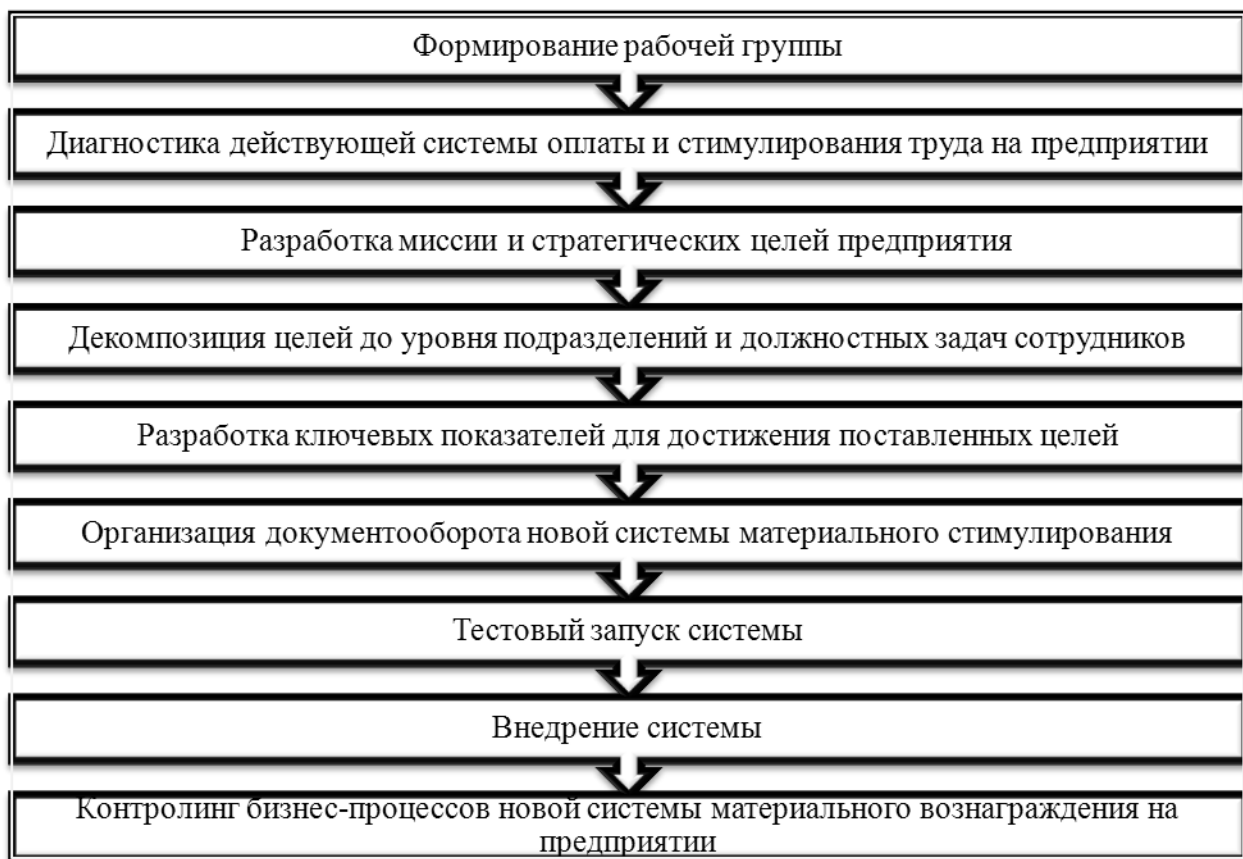 Формирование рабочей группы
Диагностика действующей системы оплаты и стимулирования труда на предприятии
Разработка миссии и стратегических целей предприятия
Декомпозиция целей до уровня подразделений и должностных задач сотрудников
Разработка ключевых показателей для достижения поставленных целей
Организация документооборота новой системы материального стимулирования
Тестовый запуск системы
Внедрение системы
Контролинг бизнес-процессов новой системы материального вознаграждения на
предприятии